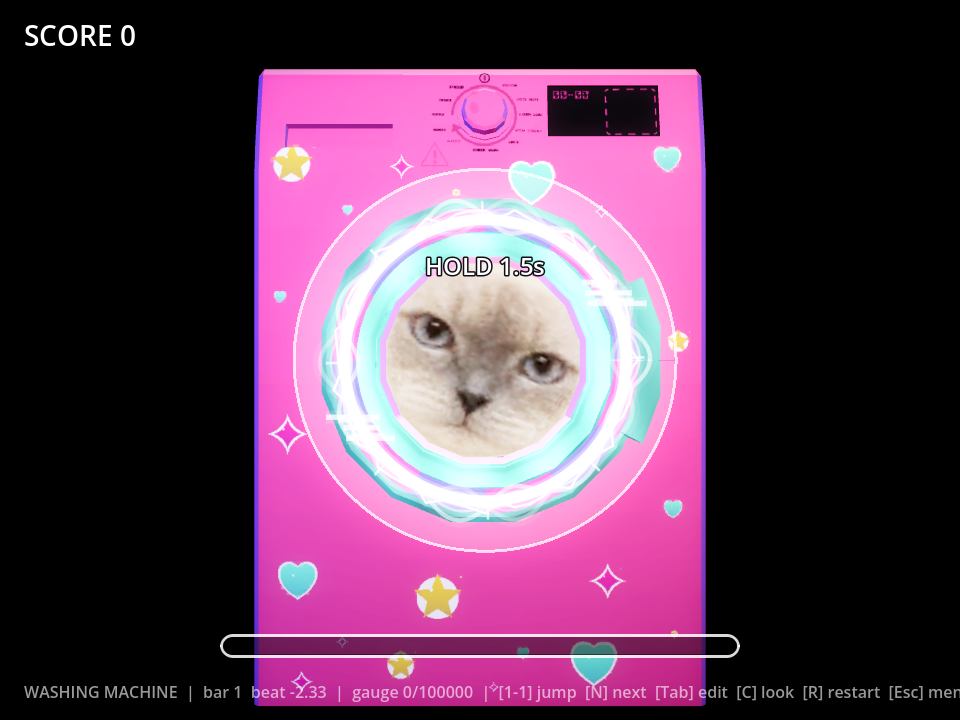 SCORE 0
HOLD 1.5s
WASHING MACHINE | bar 1 beat -2.33 | gauge 0/100000 | [1-1] jump [N] next [Tab] edit [C] look [R] restart [Esc] men